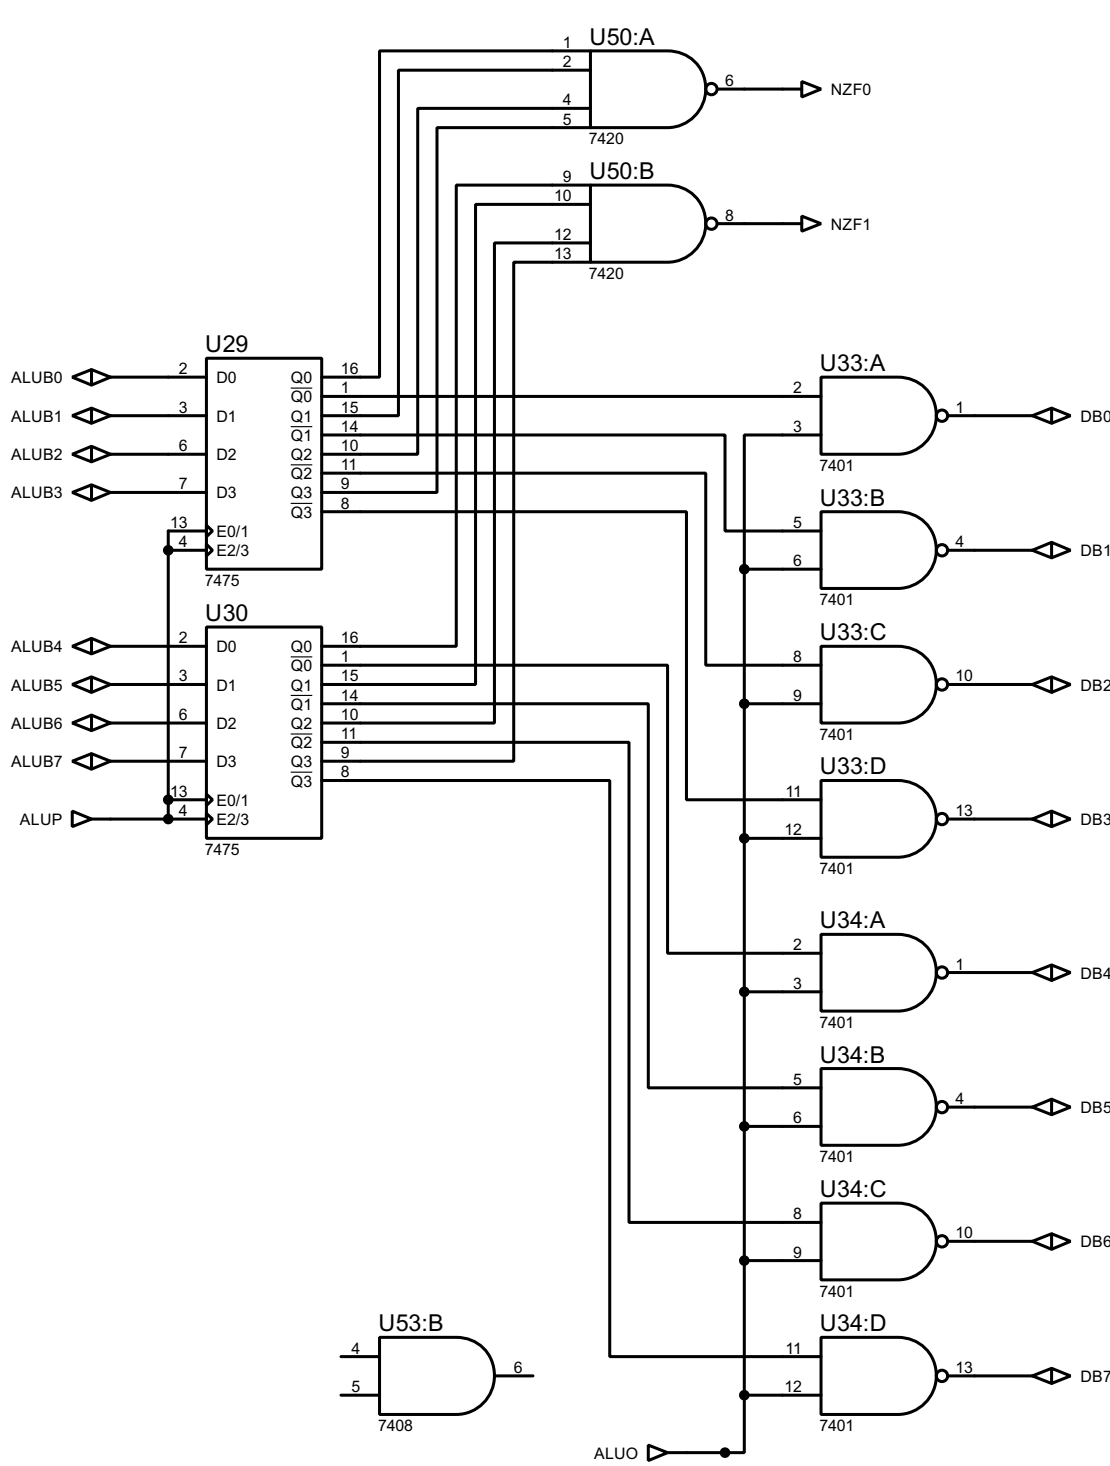 U50:A
1
2
4
5
6
NZF0
7420
U50:B
9
10
12
13
8
NZF1
7420
U29
ALUB0
2
D0
Q0
16
Q0
1
ALUB1
3
D1
Q1
15
Q1
14
ALUB2
6
D2
Q2
10
Q2
11
ALUB3
7
D3
Q3
9
Q3
8
13
E0/1
4
E2/3
7475
U30
ALUB4
2
D0
Q0
16
Q0
1
ALUB5
3
D1
Q1
15
Q1
14
ALUB6
6
D2
Q2
10
Q2
11
ALUB7
7
D3
Q3
9
Q3
8
13
E0/1
ALUP
4
E2/3
7475
U33:A
2
3
1
DB0
7401
U33:B
5
6
4
DB1
7401
U33:C
8
9
10
DB2
7401
U33:D
11
12
13
DB3
7401
U34:A
2
3
1
DB4
7401
U34:B
5
6
4
DB5
7401
U34:C
8
9
10
DB6
7401
U34:D
11
12
13
DB7
7401
U53:B
4
5
6
7408
ALUO